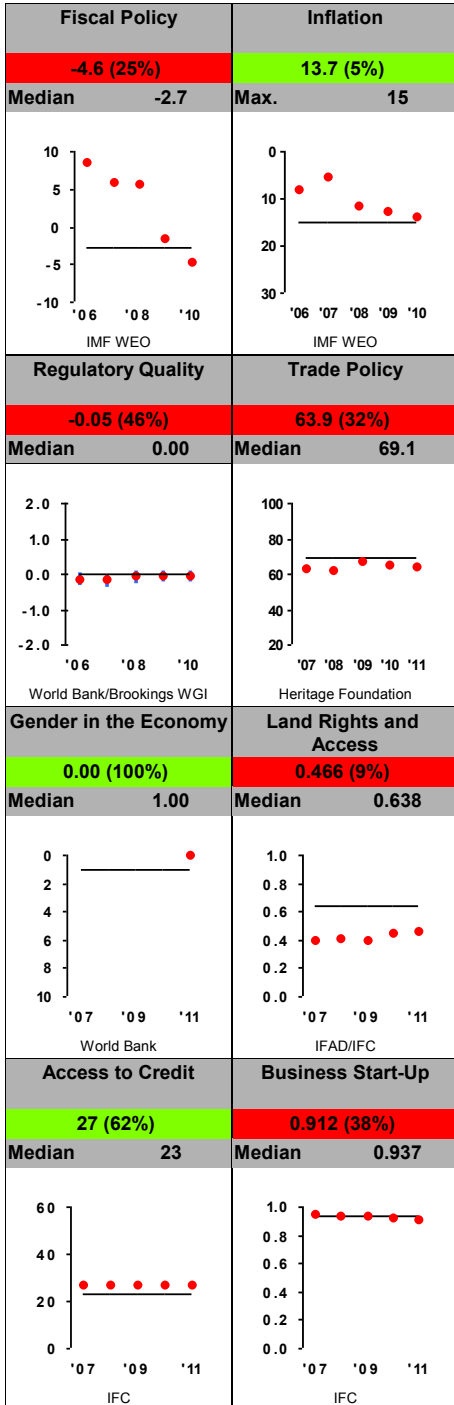 Fiscal Policy
-4.6 (25%)
Median -2.7
10
5
0
-5
-10
'06 '08 '10
IMF WEO
Inflation
13.7 (5%)
Max. 15
0
10
20
30
'06 '07 '08 '09 '10
IMF WEO
Regulatory Quality
-0.05 (46%)
Median 0.00
2.0
1.0
0.0
-1.0
-2.0
'06 '08 '10
World Bank/Brookings WGI
Trade Policy
63.9 (32%)
Median 69.1
100
80
60
40
20
'07 '08 '09 '10 '11
Heritage Foundation
Gender in the Economy
0.00 (100%)
Median 1.00
0
2
4
6
8
10
'07 '09 '11
World Bank
Land Rights and
Access
0.466 (9%)
Median 0.638
1.0
0.8
0.6
0.4
0.2
0.0
'07 '09 '11
IFAD/IFC
Access to Credit
27 (62%)
Median 23
60
40
20
0
'07 '09 '11
IFC
Business Start-Up
0.912 (38%)
Median 0.937
1.0
0.8
0.6
0.4
0.2
0.0
'07 '09 '11
IFC